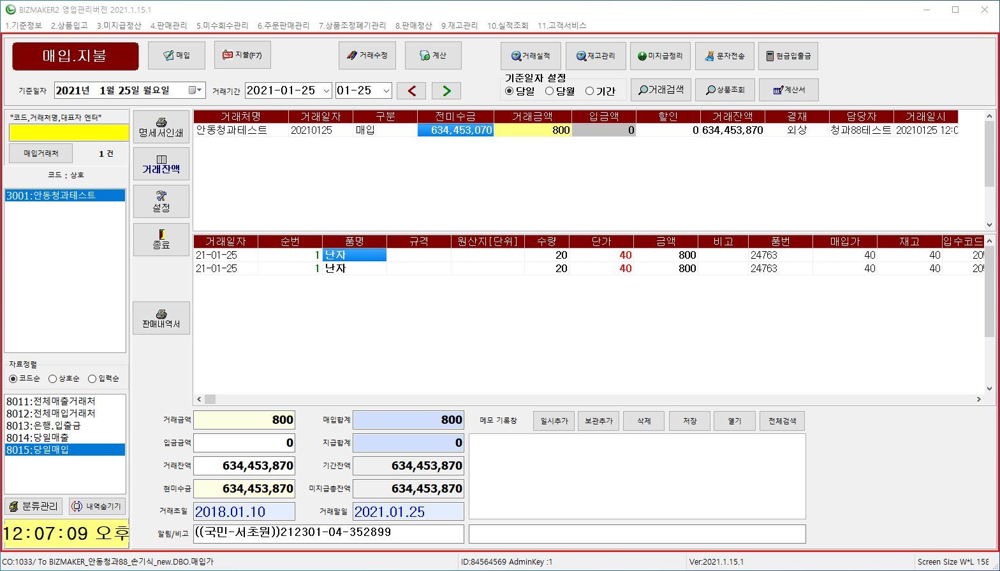 BIZMAKER2 영업관리버전 2021.1.15.1
1.기준정보 2.상품입고 3.미지급정산 4.판매관리 5.미수회수관리 6.주문판매관리 7.상품조정폐기관리 8.판매정산 9.재고관리 10.실적조회 11.고객서비스
매입.지불 매입 지불(F7) 거래수정 계산 거래실적 재고관리 미지급정리 문자전송 현금입출금
기준일자 2021년 1월 25일 월요일 거래기간 2021-01-25 01-25 < >
기준일자 설정
당일 당월 기간 거래검색 상품조회 계산서
"코드,거래처명,대표자 엔터"
매입거래처 1 건
코드 : 상호
3001:안동청과테스트
자료정렬
코드순 상호순 입력순
8011:전체매출거래처
8012:전체매입거래처
8013:은행.입출금
8014:당일매출
8015:당일매입
분류관리 내역숨기기
12:07:09 오후
명세서인쇄
거래잔액
설정
종료
판매내역서
거래처명 거래일자 구분 전미수금 거래금액 입금액 할인 거래잔액 결재 담당자 거래일시
안동청과테스트 20210125 매입 634,453,070 800 0 0 634,453,870 외상 청과88테스트 20210125 12:0
거래일자 순번 품명 규격 원산지[단위] 수량 단가 금액 비고 품번 매입가 재고 입수코드
21-01-25 1 난자 20 40 800 24763 40 40 20
21-01-25 1 난자 20 40 800 24763 40 40 20
거래금액 800 매입합계 800 메모 기록창 일시추가 보관추가 삭제 저장 열기 전체검색
입금금액 0 지급합계 0
거래잔액 634,453,870 기간잔액 634,453,870
현미수금 634,453,870 미지급총잔액 634,453,870
거래초일 2018.01.10 거래말일 2021.01.25
알림/비고 ((국민-서초원))212301-04-352899
CO:1033/ To BIZMAKER_안동청과88_손기식_new.DBO.매입가 ID:84564569 AdminKey :1 Ver:2021.1.15.1 Screen Size W*L 158